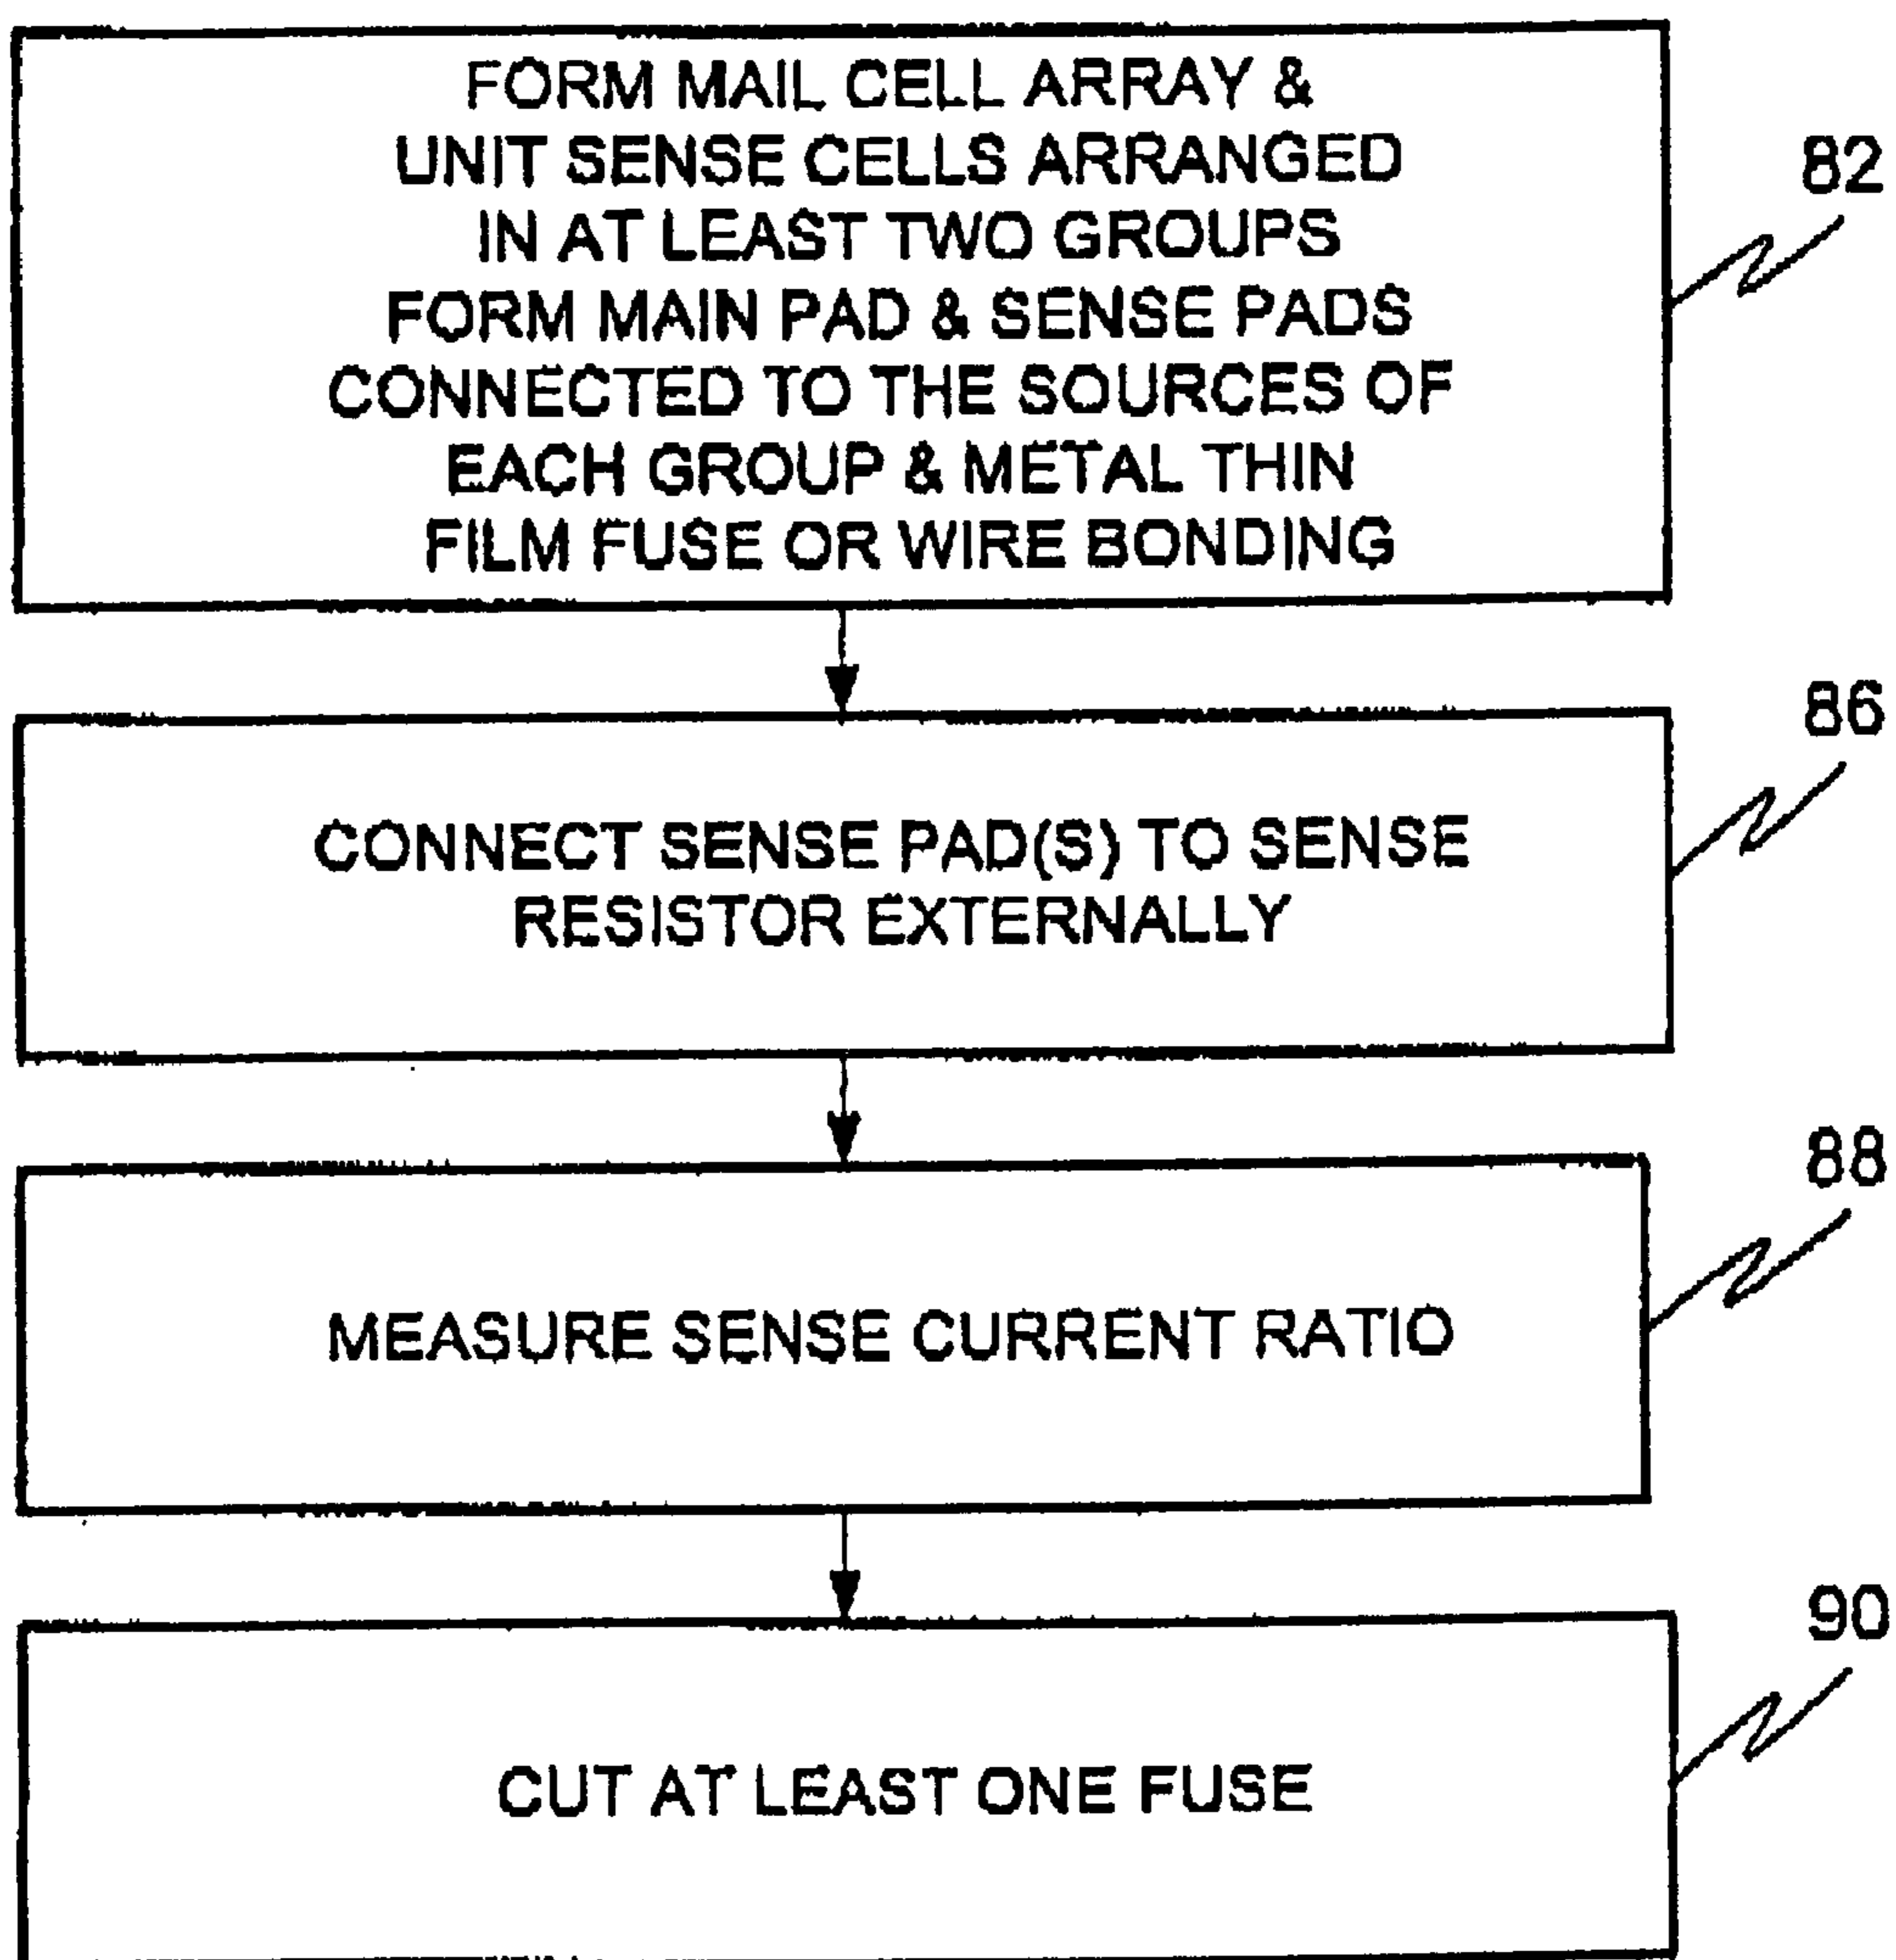 FORM MAIL CELL ARRAY &
UNIT SENSE CELLS ARRANGED
IN AT LEAST TWO GROUPS
FORM MAIN PAD & SENSE PADS
CONNECTED TO THE SOURCES OF
EACH GROUP & METAL THIN
FILM FUSE OR WIRE BONDING
82
CONNECT SENSE PAD(S) TO SENSE
RESISTOR EXTERNALLY
86
MEASURE SENSE CURRENT RATIO
88
CUT AT LEAST ONE FUSE
90